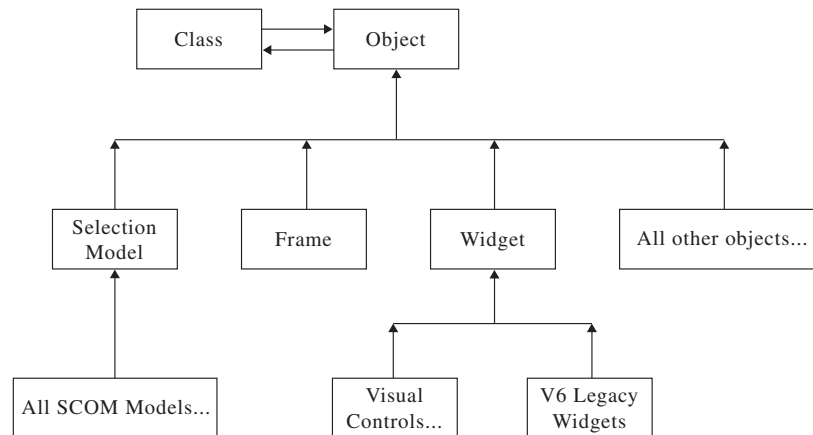 Class
Object
Selection
Model
Frame
Widget
All other objects...
All SCOM Models...
Visual
Controls...
V6 Legacy
Widgets